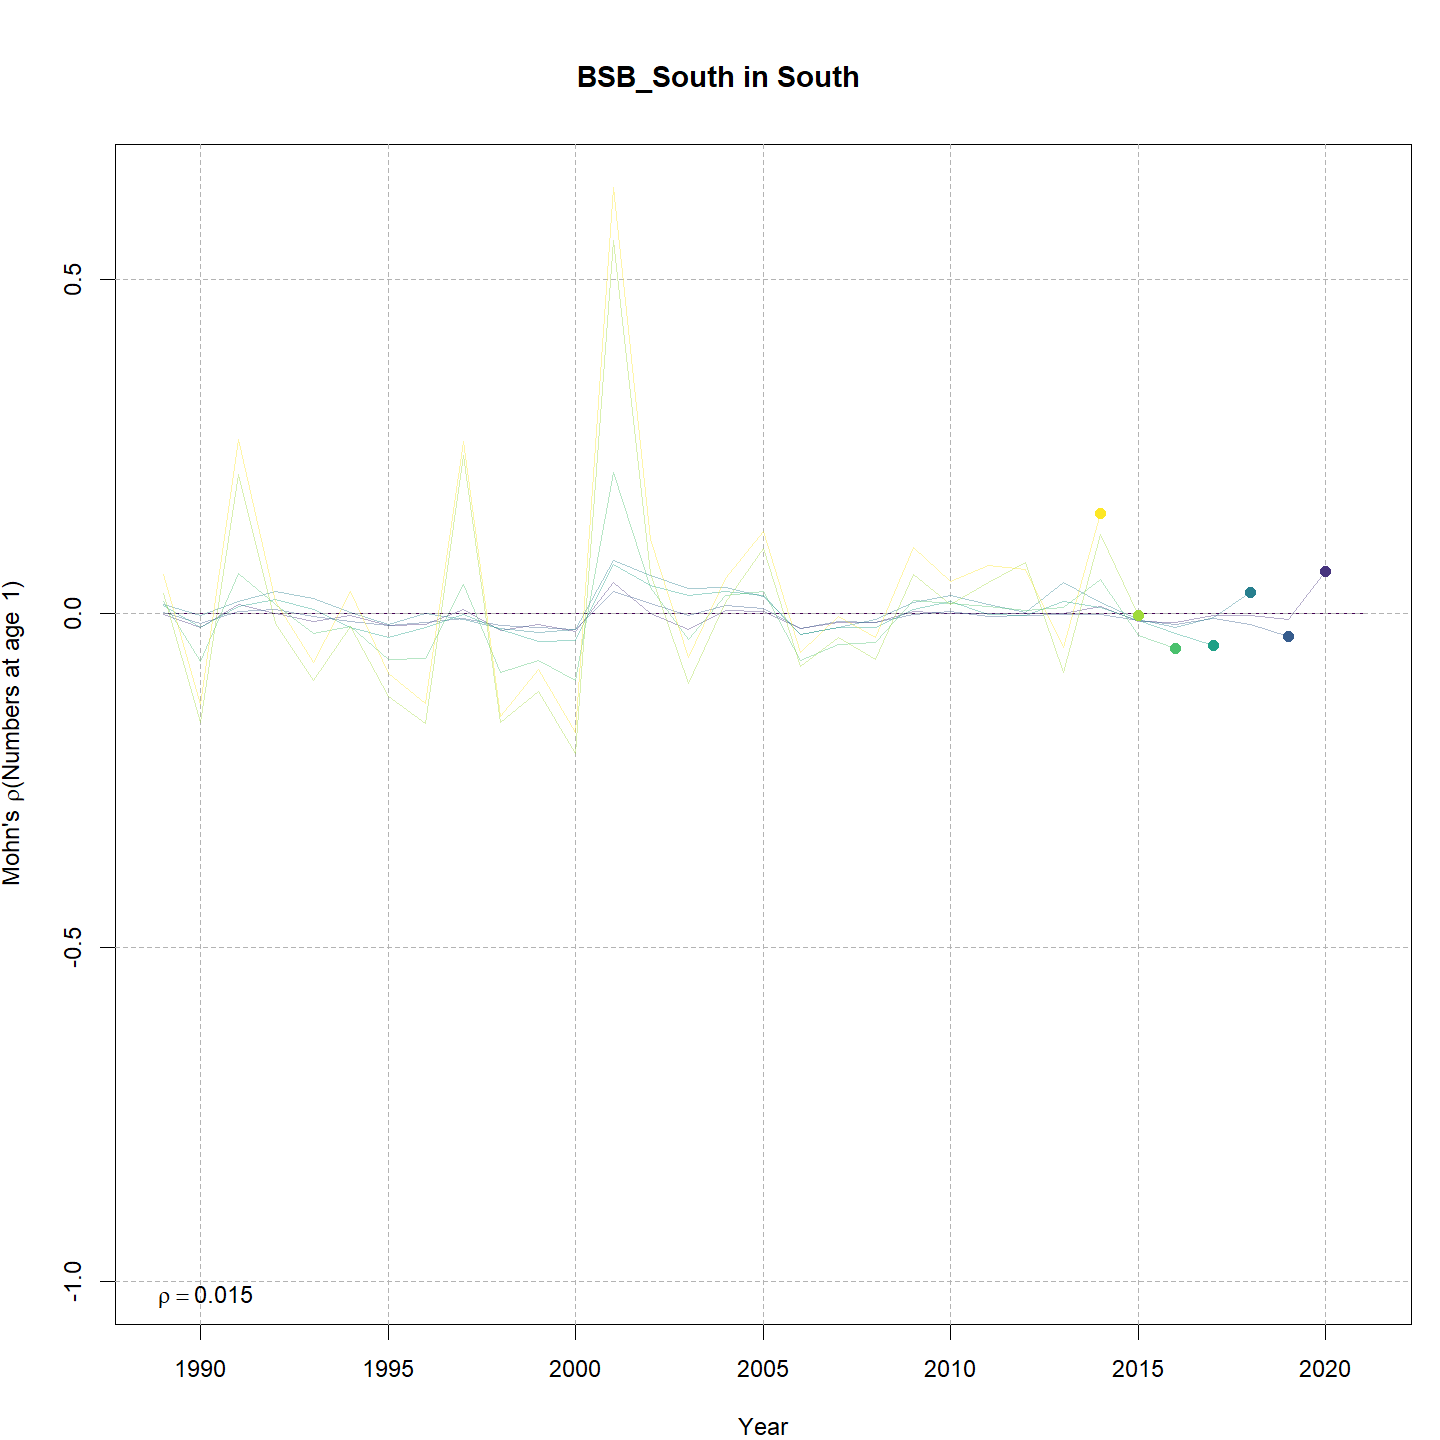 BSB_South in South
Mohn's ρ(Numbers at age 1)
0.5
0.0
-0.5
-1.0
ρ = 0.015
1990 1995 2000 2005 2010 2015 2020
Year